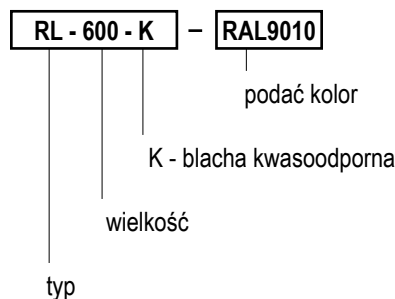 RL - 600 - K – RAL9010
podać kolor
K - blacha kwasoodporna
wielkość
typ